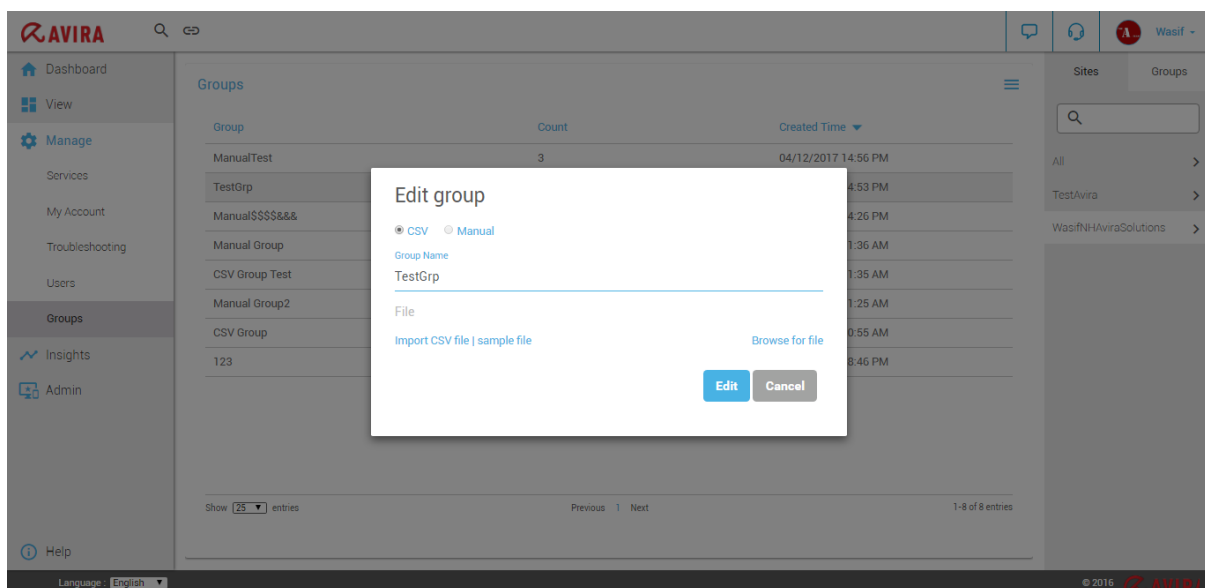 AVIRA
Wasif
Dashboard
View
Manage
Services
My Account
Troubleshooting
Users
Groups
Insights
Admin
Help
Language : English
Groups
Group Count Created Time
ManualTest 3 04/12/2017 14:56 PM
TestGrp 4:53 PM
Manual$$$$&&& 4:26 PM
Manual Group 1:36 AM
CSV Group Test 1:35 AM
Manual Group2 1:25 AM
CSV Group 0:55 AM
123 8:46 PM
Show 25 entries Previous 1 Next 1-8 of 8 entries
Edit group
CSV Manual
Group Name
TestGrp
File
Import CSV file | sample file Browse for file
Edit Cancel
Sites Groups
All
TestAvira
WasifNHAviraSolutions
© 2016 AVIRA